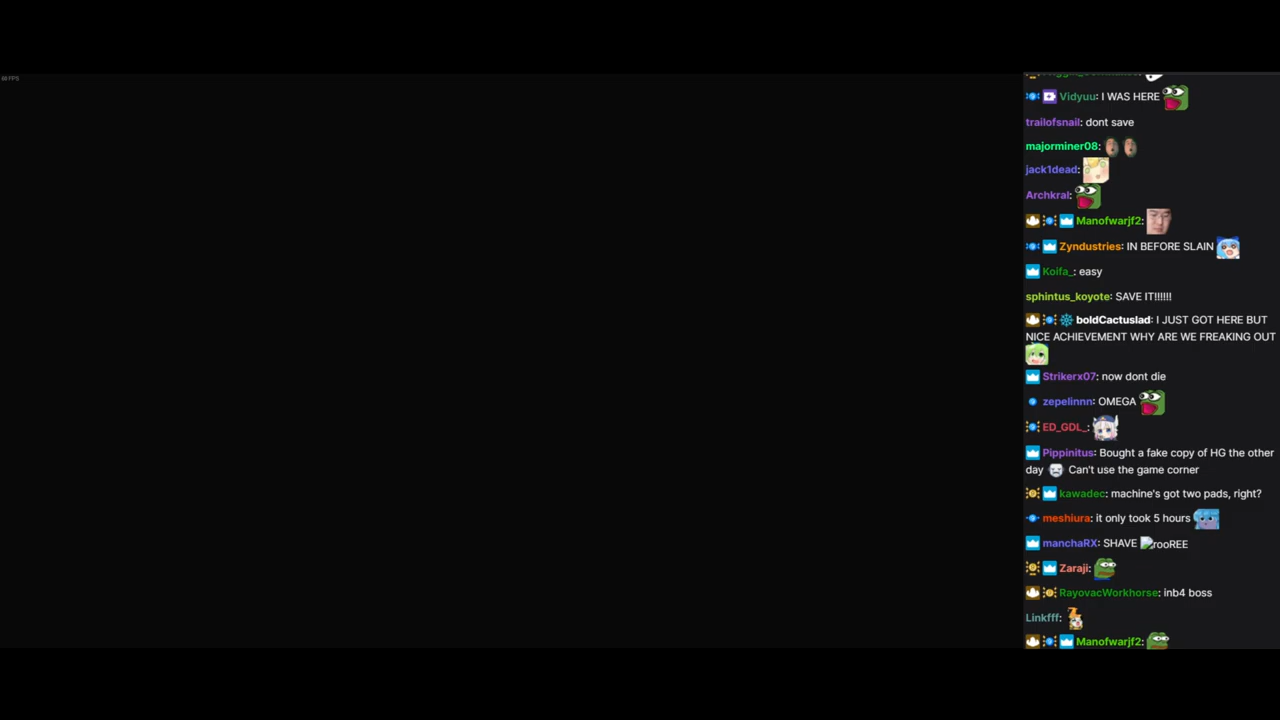 FPS
Vidyuu: I WAS HERE
trailofsnail: dont save
majorminer08:
jack1dead:
Archkral:
Manofwarjf2:
Zyndustries: IN BEFORE SLAIN
Koifa_: easy
sphintus_koyote: SAVE IT!!!!!!
boldCactuslad: I JUST GOT HERE BUT
NICE ACHIEVEMENT WHY ARE WE FREAKING OUT
Strikerx07: now dont die
zepelinnn: OMEGA
ED_GDL_:
Pippinitus: Bought a fake copy of HG the other
day Can't use the game corner
kawadec: machine's got two pads, right?
meshiura: it only took 5 hours
manchaRX: SHAVE rooREE
Zaraji:
RayovacWorkhorse: inb4 boss
Linkfff:
Manofwarjf2: